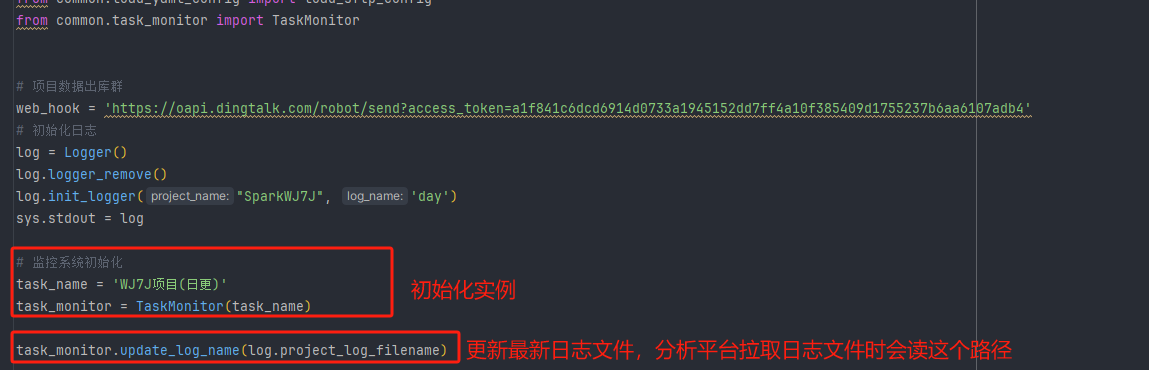 from common.load_yaml_config import load_sftp_config
from common.task_monitor import TaskMonitor
# 项目数据出库群
web_hook = 'https://oapi.dingtalk.com/robot/send?access_token=a1f841c6dcd6914d0733a1945152dd7ff4a10f385409d1755237b6aa6107adb4'
# 初始化日志
log = Logger()
log.logger_remove()
log.init_logger( project_name: "SparkWJ7J", log_name: 'day')
sys.stdout = log
# 监控系统初始化
task_name = 'WJ7J项目(日更)'
初始化实例
task_monitor = TaskMonitor(task_name)
task_monitor.update_log_name(log.project_log_filename) 更新最新日志文件，分析平台拉取日志文件时会读这个路径